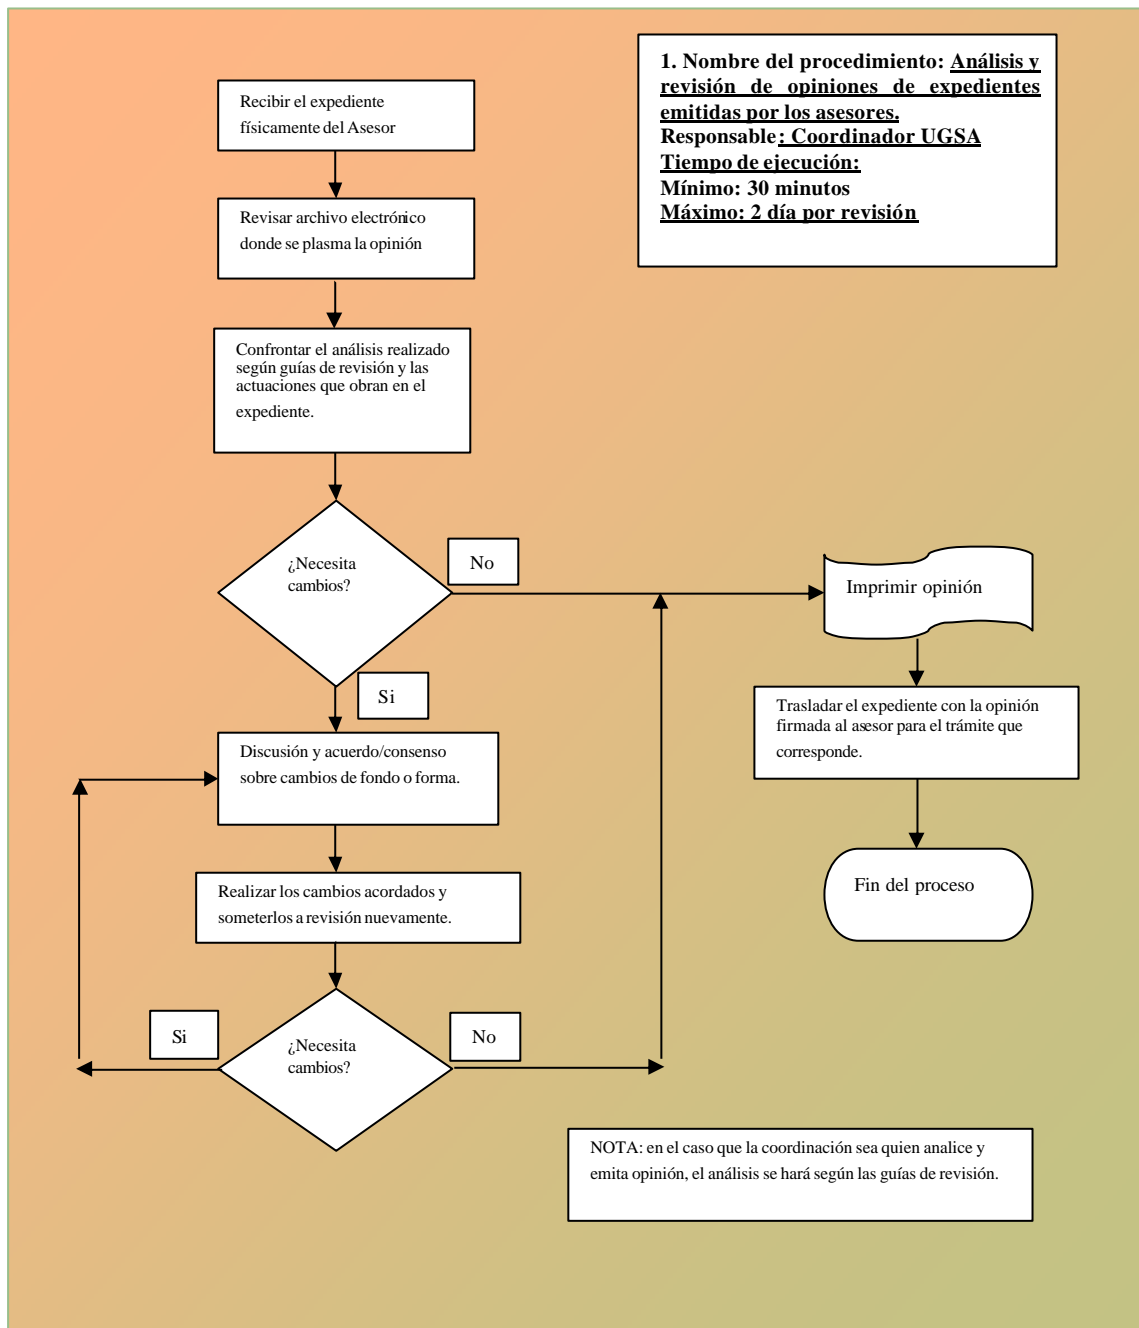 1. Nombre del procedimiento: Análisis y
revisión de opiniones de expedientes
emitidas por los asesores.
Responsable: Coordinador UGSA
Tiempo de ejecución:
Mínimo: 30 minutos
Máximo: 2 día por revisión
Recibir el expediente
físicamente del Asesor
Revisar archivo electrónico
donde se plasma la opinión
Confrontar el análisis realizado
según guías de revisión y las
actuaciones que obran en el
expediente.
¿Necesita
cambios?
No
Si
Imprimir opinión
Trasladar el expediente con la opinión
firmada al asesor para el trámite que
corresponde.
Fin del proceso
Discusión y acuerdo/consenso
sobre cambios de fondo o forma.
Realizar los cambios acordados y
someterlos a revisión nuevamente.
Si
¿Necesita
cambios?
No
NOTA: en el caso que la coordinación sea quien analice y
emita opinión, el análisis se hará según las guías de revisión.